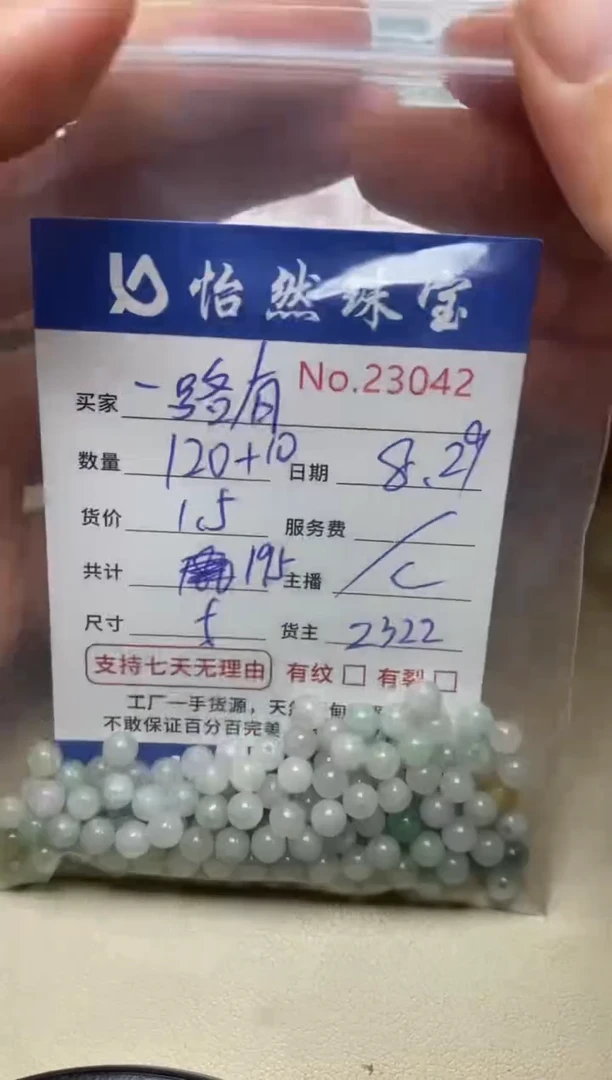 怡然珠宝
No.23042
买家 一路有
数量 120+10 日期 8.29
货价 1.5 服务费 /
共计 195 主播 C
尺寸 5 货主 2322
支持七天无理由 有纹 □ 有裂 □
工厂一手货源，天然
不敢保证百分百完美